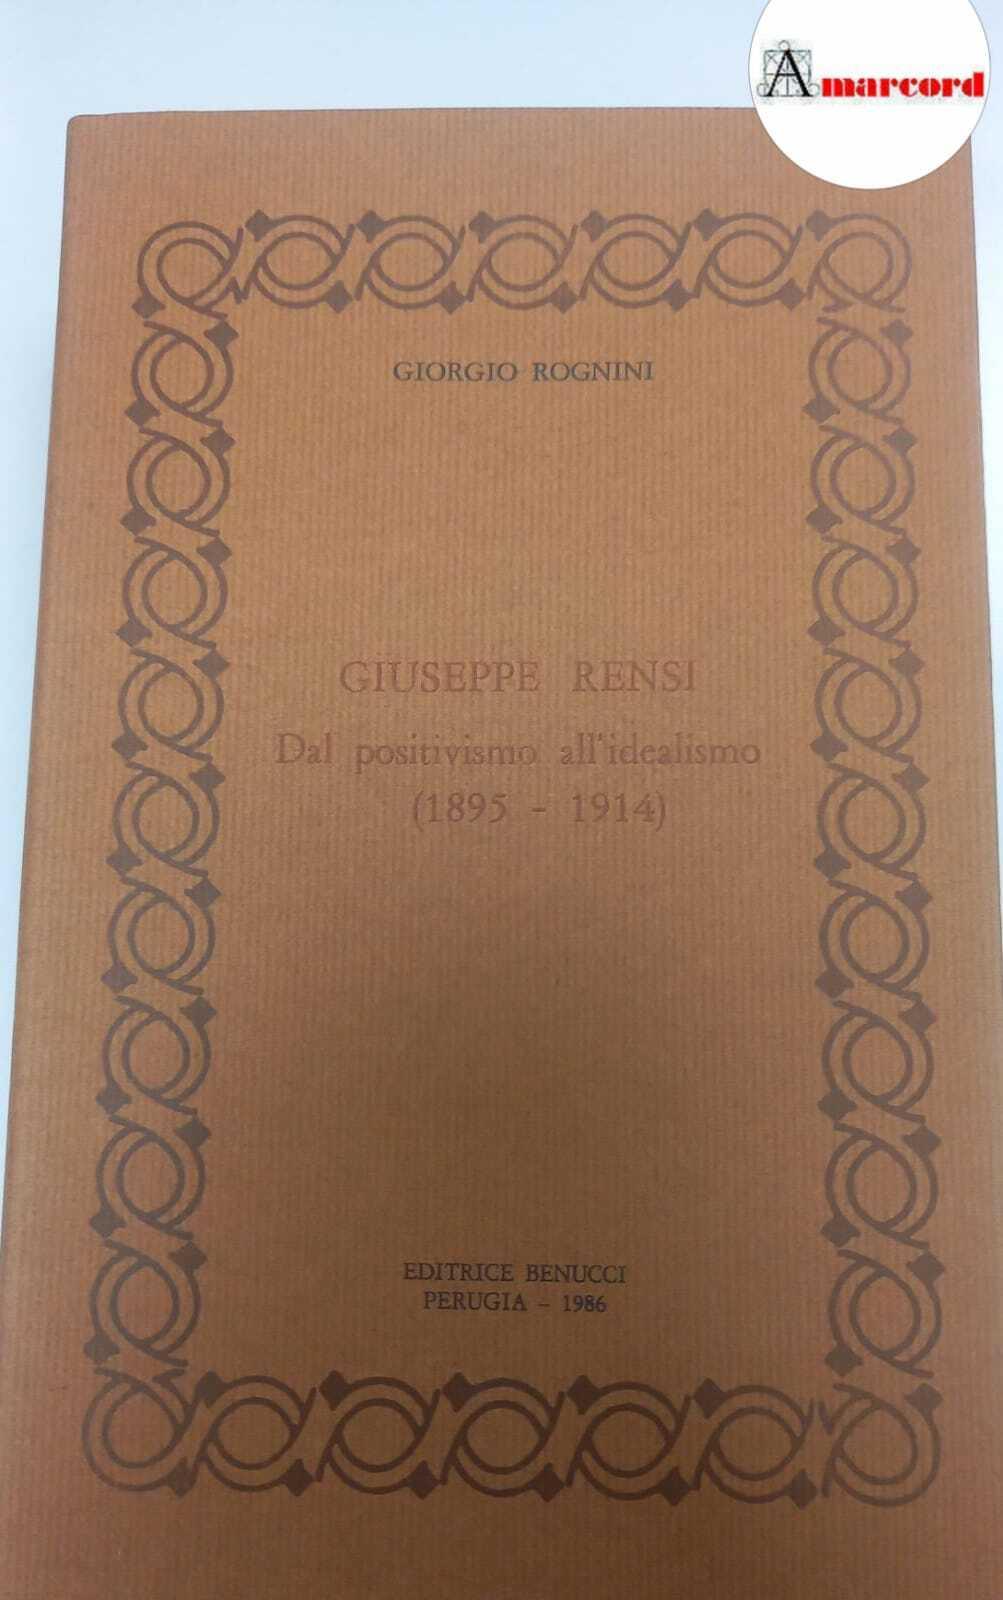 Amarcord
GIORGIO ROGNINI
GIUSEPPE RENSI
Dal positivismo all'idealismo
(1895 - 1914)
EDITRICE BENUCCI
PERUGIA - 1986